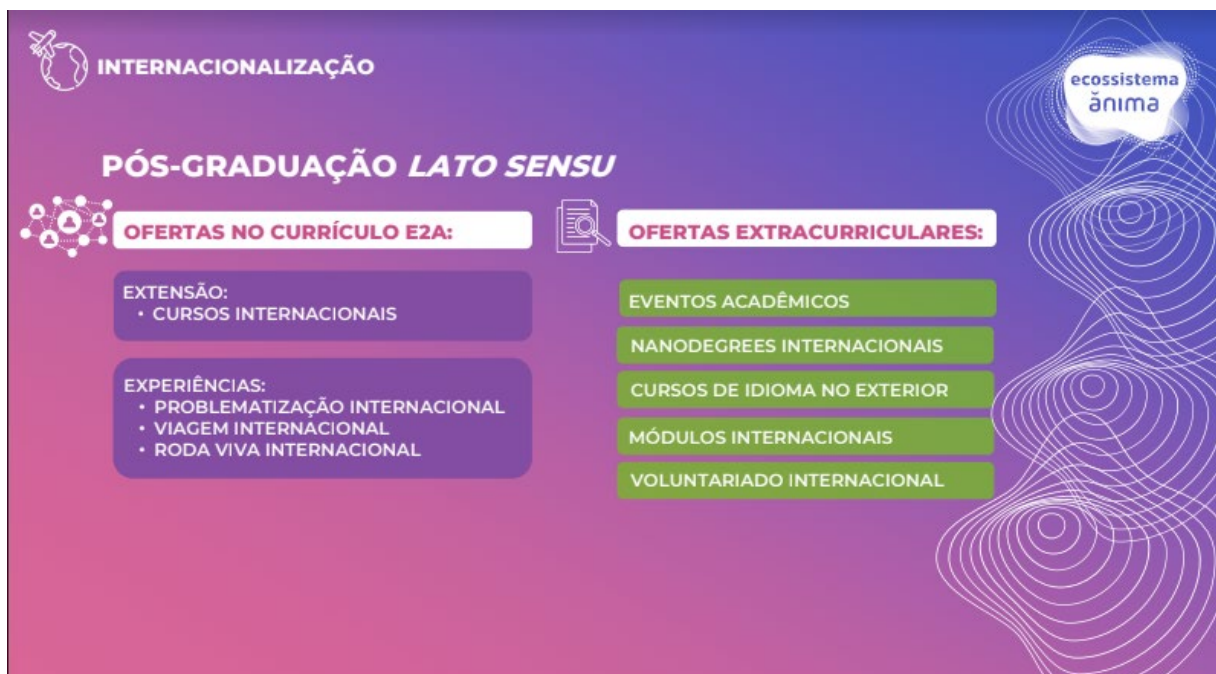 INTERNACIONALIZAÇÃO
ecossistema
ănima
PÓS-GRADUAÇÃO LATO SENSU
OFERTAS NO CURRÍCULO E2A:
EXTENSÃO:
• CURSOS INTERNACIONAIS
EXPERIÊNCIAS:
• PROBLEMATIZAÇÃO INTERNACIONAL
• VIAGEM INTERNACIONAL
• RODA VIVA INTERNACIONAL
OFERTAS EXTRACURRICULARES:
EVENTOS ACADÊMICOS
NANODEGREES INTERNACIONAIS
CURSOS DE IDIOMA NO EXTERIOR
MÓDULOS INTERNACIONAIS
VOLUNTARIADO INTERNACIONAL